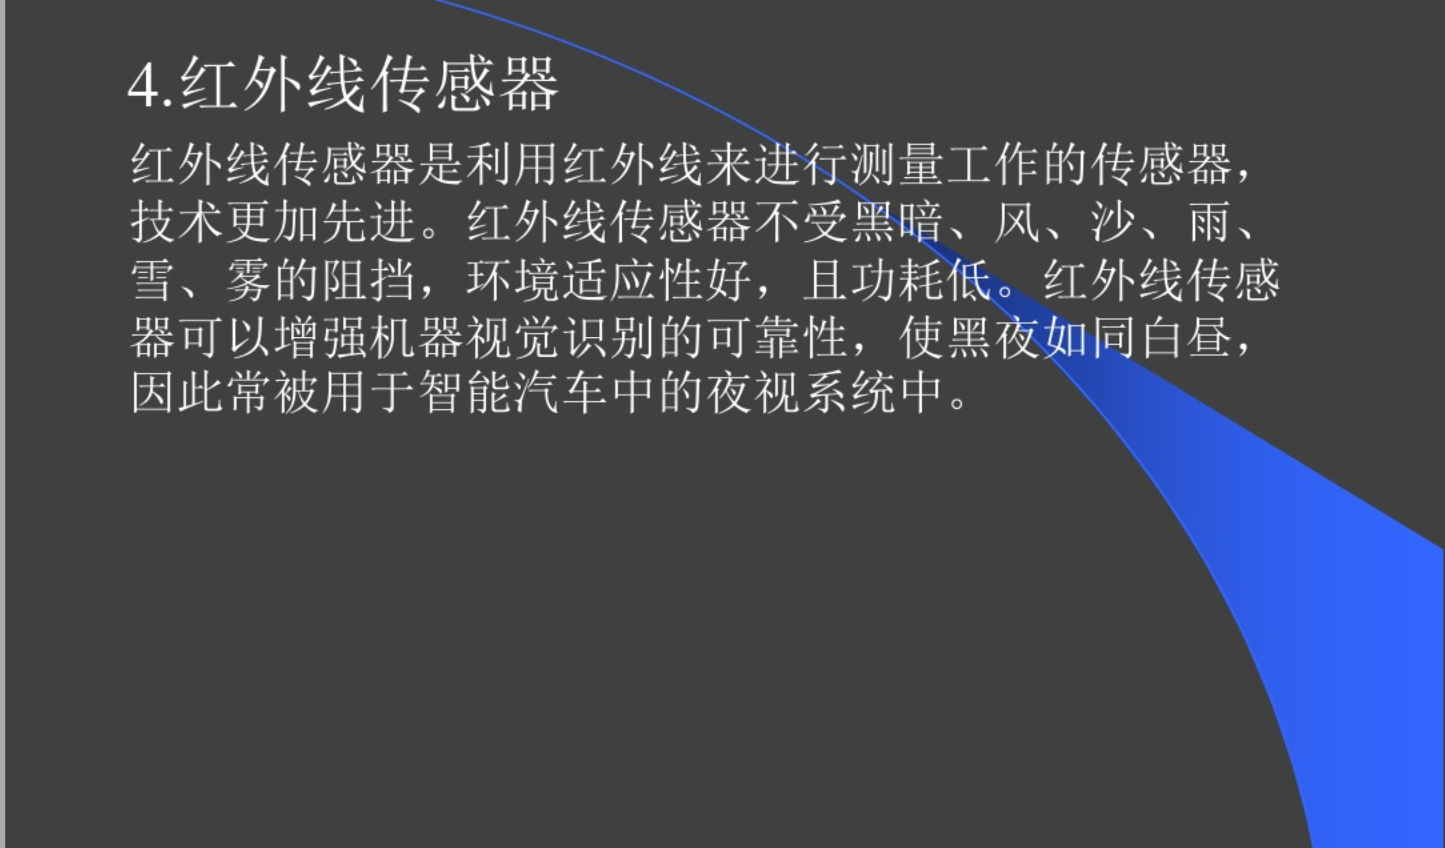 4.红外线传感器
红外线传感器是利用红外线来进行测量工作的传感器，
技术更加先进。红外线传感器不受黑暗、风、沙、雨、
雪、雾的阻挡，环境适应性好，且功耗低。红外线传感
器可以增强机器视觉识别的可靠性，使黑夜如同白昼，
因此常被用于智能汽车中的夜视系统中。